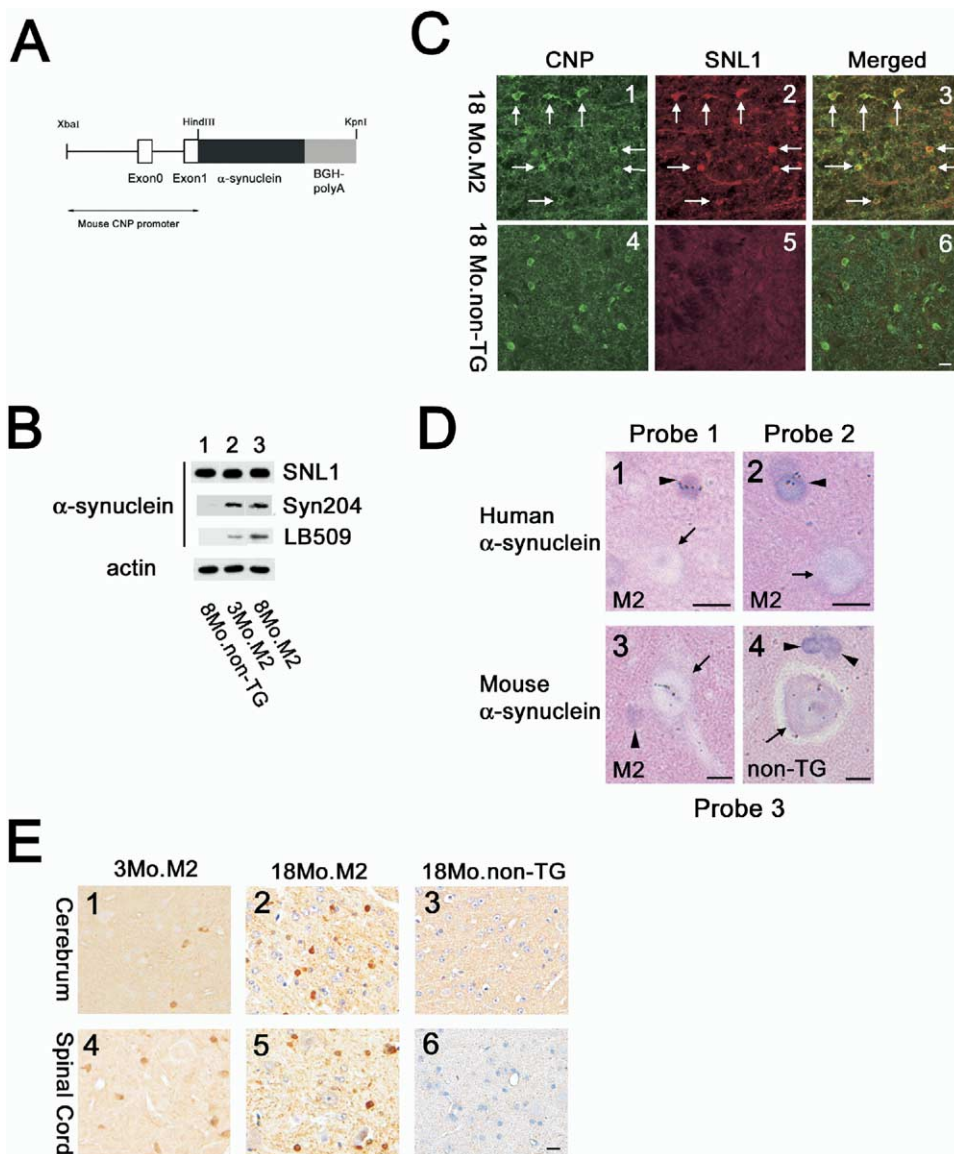 A
XbaI
HindIII
KpnI
Exon0
Exon1
α-synuclein
BGH-
polyA
Mouse CNP promoter
B
1 2 3
α-synuclein
SNL1
Syn204
LB509
actin
8Mo.non-TG
3Mo.M2
8Mo.M2
C
CNP
SNL1
Merged
18 Mo.M2
1
2
3
18 Mo.non-TG
4
5
6
D
Probe 1
Probe 2
Human
α-synuclein
1
M2
2
M2
Mouse
α-synuclein
3
M2
4
non-TG
Probe 3
E
3Mo.M2
18Mo.M2
18Mo.non-TG
Cerebrum
1
2
3
Spinal Cord
4
5
6